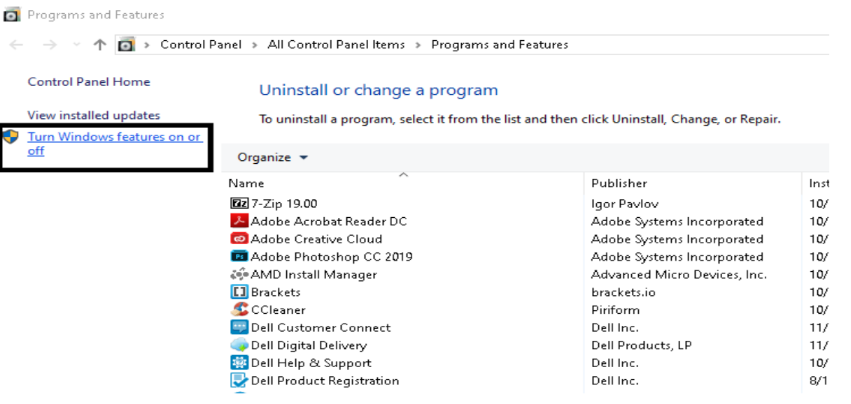 Programs and Features
Control Panel > All Control Panel Items > Programs and Features
Control Panel Home
View installed updates
Turn Windows features on or
off
Uninstall or change a program
To uninstall a program, select it from the list and then click Uninstall, Change, or Repair.
Organize
Name Publisher Inst
7-Zip 19.00 Igor Pavlov 10/
Adobe Acrobat Reader DC Adobe Systems Incorporated 10/
Adobe Creative Cloud Adobe Systems Incorporated 10/
Adobe Photoshop CC 2019 Adobe Systems Incorporated 10/
AMD Install Manager Advanced Micro Devices, Inc. 10/
Brackets brackets.io 10/
CCleaner Piriform 10/
Dell Customer Connect Dell Inc. 11/
Dell Digital Delivery Dell Products, LP 11/
Dell Help & Support Dell Inc. 10/
Dell Product Registration Dell Inc. 8/1